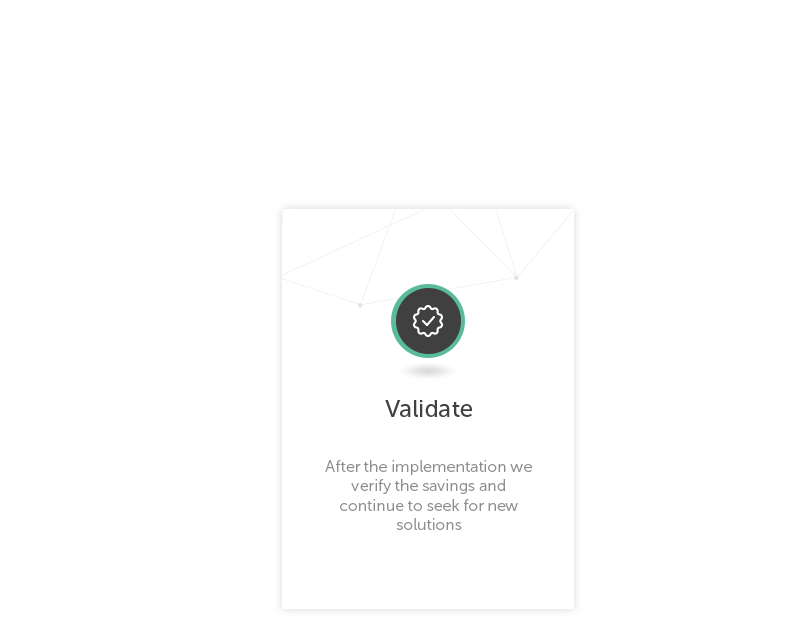 Validate
After the implementation we
verify the savings and
continue to seek for new
solutions